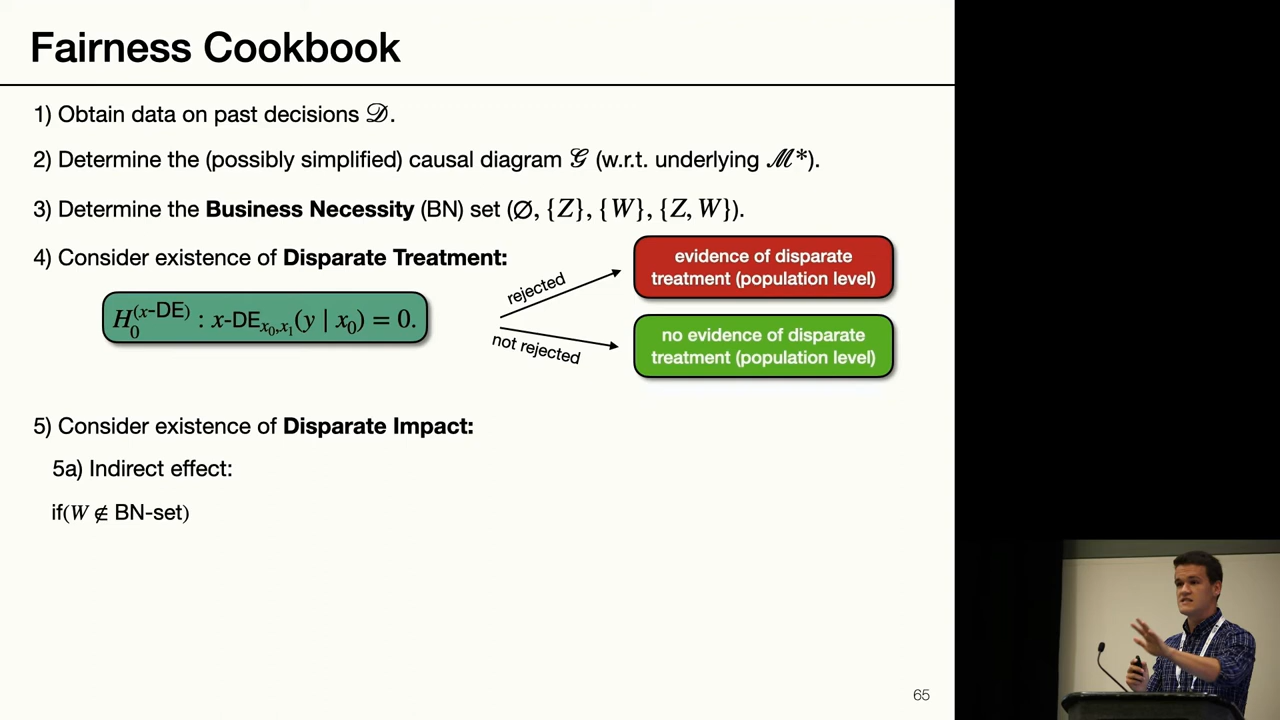 Fairness Cookbook
1) Obtain data on past decisions 𝒟.
2) Determine the (possibly simplified) causal diagram 𝒢 (w.r.t. underlying ℳ*).
3) Determine the Business Necessity (BN) set (∅, {Z}, {W}, {Z, W}).
4) Consider existence of Disparate Treatment:
H₀^(x-DE) : x-DE_{x₀,x₁}(y | x₀) = 0.
rejected
evidence of disparate
treatment (population level)
not rejected
no evidence of disparate
treatment (population level)
5) Consider existence of Disparate Impact:
5a) Indirect effect:
if(W ∉ BN-set)
65